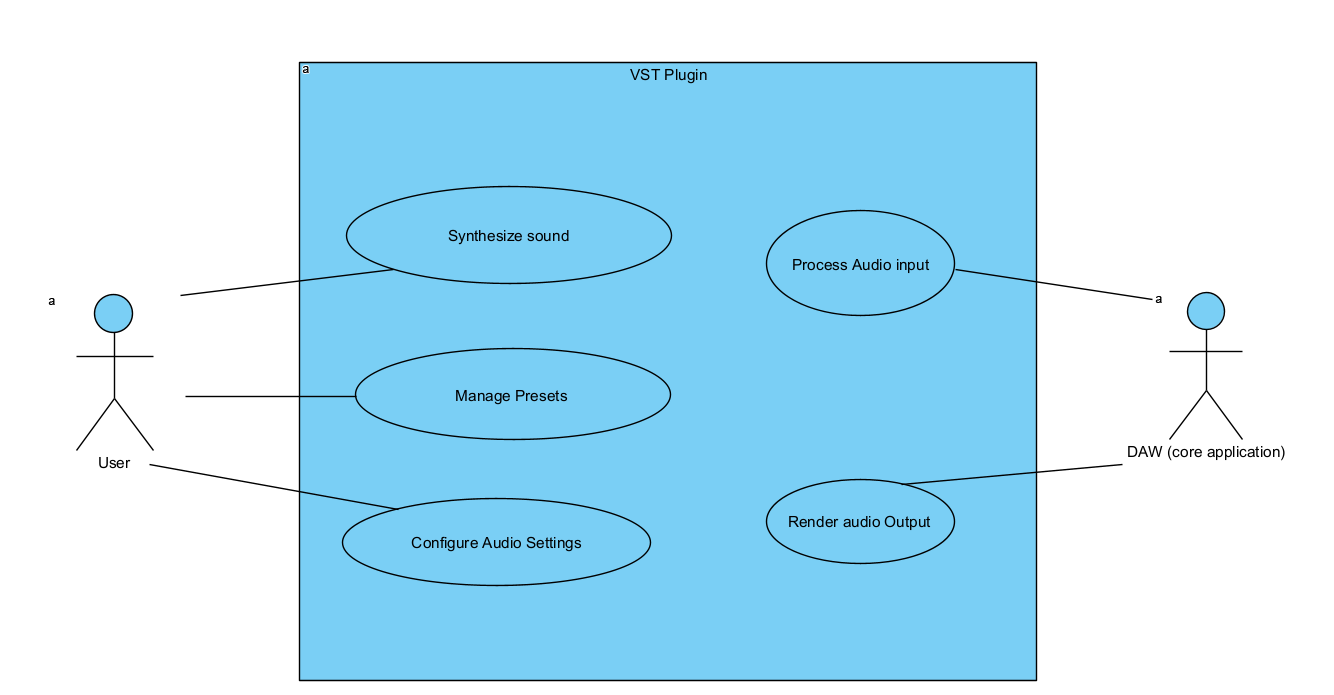 a
VST Plugin
Synthesize sound
Process Audio input
a
a
Manage Presets
User
DAW (core application)
Render audio Output
Configure Audio Settings